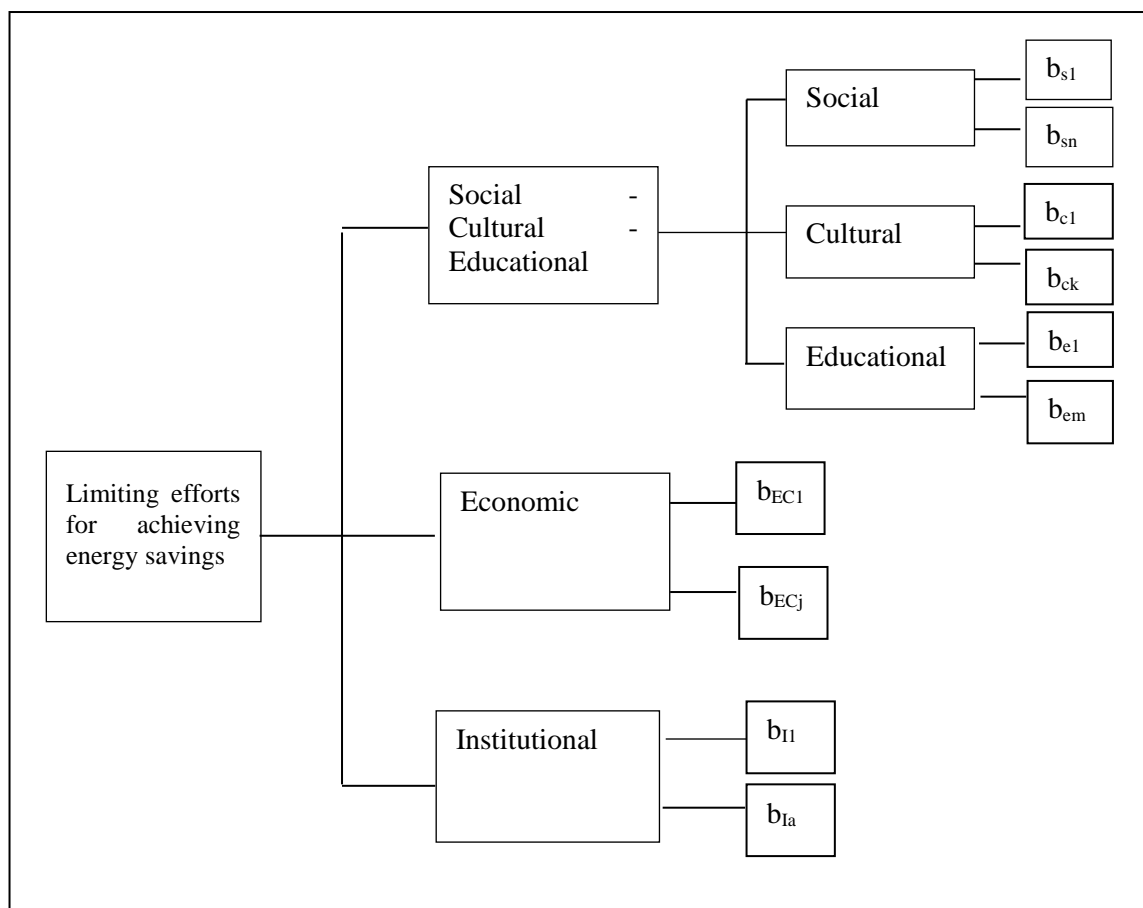 Social
b_s1
b_sn
Social -
Cultural -
Educational
Cultural
b_c1
b_ck
Educational
b_e1
b_em
Limiting efforts
for achieving
energy savings
Economic
b_EC1
b_ECj
Institutional
b_I1
b_Ia